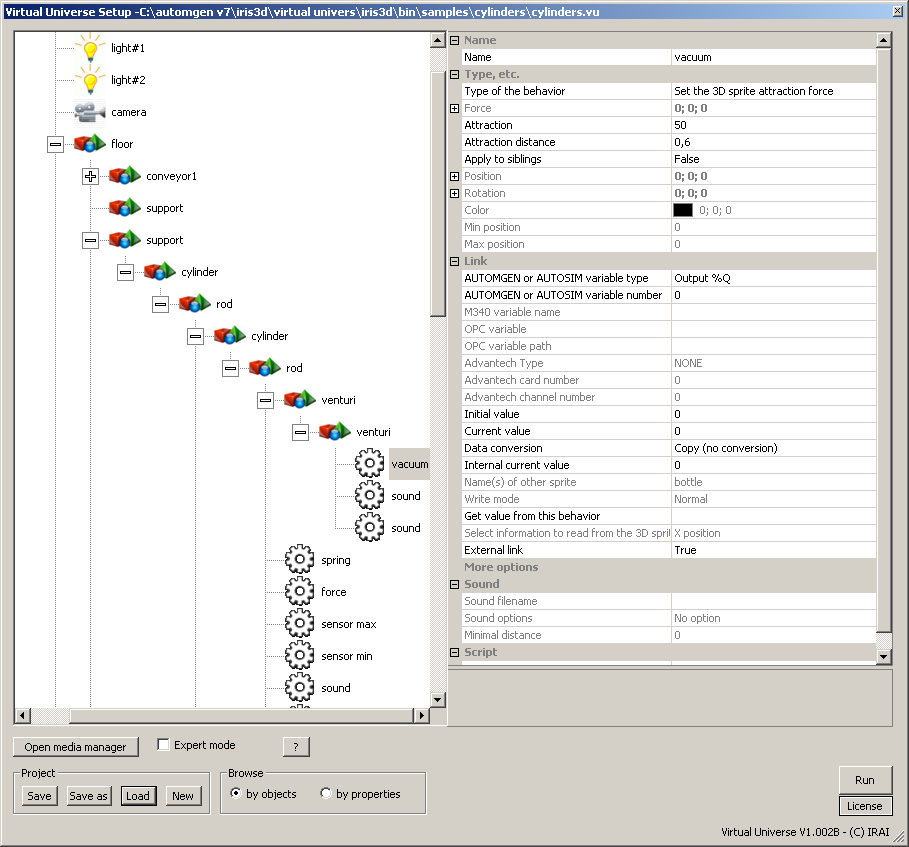 Virtual Universe Setup -C:\automgen v7\iris3d\virtual univers\iris3d\bin\samples\cylinders\cylinders.vu
light#1
light#2
camera
floor
conveyor1
support
support
cylinder
rod
cylinder
rod
venturi
venturi
vacuum
sound
sound
spring
force
sensor max
sensor min
sound
Name
Name vacuum
Type, etc.
Type of the behavior Set the 3D sprite attraction force
Force 0; 0; 0
Attraction 50
Attraction distance 0,6
Apply to siblings False
Position 0; 0; 0
Rotation 0; 0; 0
Color 0; 0; 0
Min position 0
Max position 0
Link
AUTOMGEN or AUTOSIM variable type Output %Q
AUTOMGEN or AUTOSIM variable number 0
M340 variable name
OPC variable
OPC variable path
Advantech Type NONE
Advantech card number 0
Advantech channel number 0
Initial value 0
Current value 0
Data conversion Copy (no conversion)
Internal current value 0
Name(s) of other sprite bottle
Write mode Normal
Get value from this behavior
Select information to read from the 3D spri X position
External link True
More options
Sound
Sound filename
Sound options No option
Minimal distance 0
Script
Open media manager
Expert mode
?
Project
Save
Save as
Load
New
Browse
by objects
by properties
Run
License
Virtual Universe V1.002B - (C) IRAI